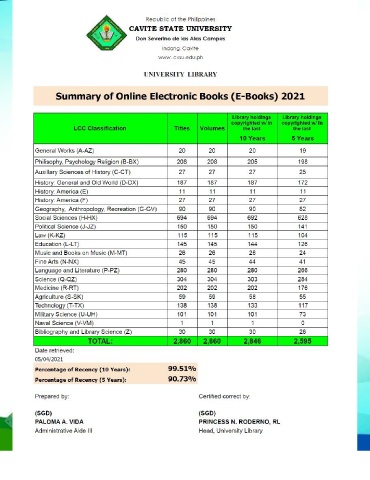 Republic of the Philippines
CAVITE STATE UNIVERSITY
Don Severino de las Alas Campus
Indang, Cavite
www.cvsu.edu.ph
UNIVERSITY LIBRARY
Summary of Online Electronic Books (E-Books) 2021
LCC Classification Titles Volumes Library holdings copyrighted w/in the last 10 Years Library holdings copyrighted w/in the last 5 Years
General Works (A-AZ) 20 20 20 19
Philisophy, Psychology Religion (B-BX) 208 208 205 198
Auxillary Sciences of History (C-CT) 27 27 27 25
History: General and Old World (D-DX) 187 187 187 172
History: America (E) 11 11 11 11
History: America (F) 27 27 27 27
Geography, Anthropology, Recreation (G-GV) 90 90 90 82
Social Sciences (H-HX) 694 694 692 628
Political Science (J-JZ) 150 150 150 141
Law (K-KZ) 115 115 115 104
Education (L-LT) 145 145 144 126
Music and Books on Music (M-MT) 26 26 26 24
Fine Arts (N-NX) 45 45 44 41
Language and Literature (P-PZ) 280 280 280 266
Science (Q-QZ) 304 304 303 284
Medicine (R-RT) 202 202 202 176
Agriculture (S-SK) 59 59 58 55
Technology (T-TX) 138 138 133 117
Military Science (U-UH) 101 101 101 73
Naval Science (V-VM) 1 1 1 0
Bibliography and Library Science (Z) 30 30 30 26
TOTAL: 2,860 2,860 2,846 2,595
Date retrieved:
05/04/2021
Percentage of Recency (10 Years): 99.51%
Percentage of Recency (5 Years): 90.73%
Prepared by: Certified correct by:
(SGD) (SGD)
PALOMA A. VIDA PRINCESS N. RODERNO, RL
Administrative Aide III Head, University Library